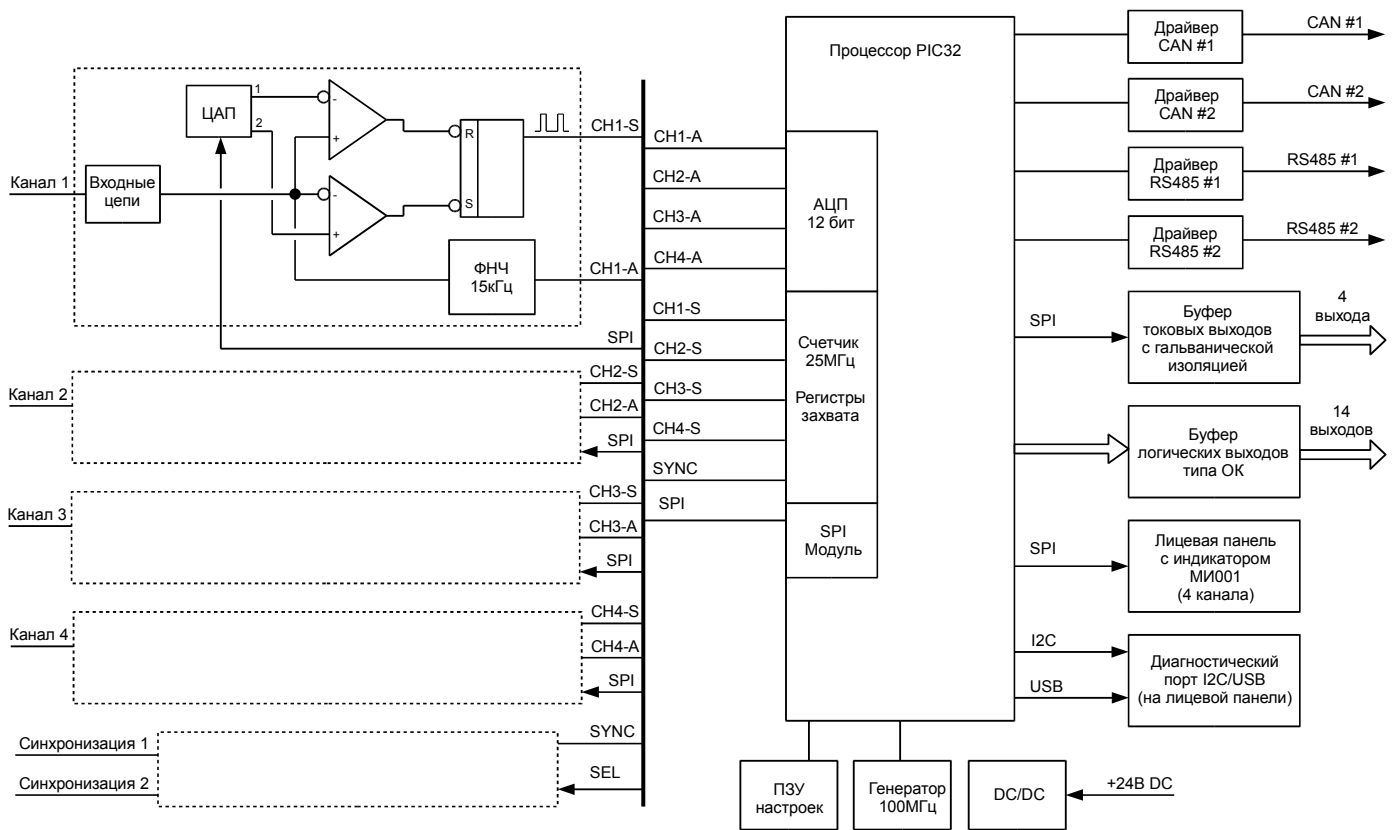 Канал 1
Входные
цепи
ЦАП
1
2
-
+
-
+
R
S
ФНЧ
15кГц
CH1-S
CH1-A
SPI
Канал 2
CH2-S
CH2-A
SPI
Канал 3
CH3-S
CH3-A
SPI
Канал 4
CH4-S
CH4-A
SPI
Синхронизация 1
Синхронизация 2
SYNC
SEL
CH1-A
CH2-A
CH3-A
CH4-A
CH1-S
CH2-S
CH3-S
CH4-S
SYNC
SPI
Процессор PIC32
АЦП
12 бит
Счетчик
25МГц
Регистры
захвата
SPI
Модуль
ПЗУ
настроек
Генератор
100МГц
DC/DC
+24В DC
Драйвер
CAN #1
CAN #1
Драйвер
CAN #2
CAN #2
Драйвер
RS485 #1
RS485 #1
Драйвер
RS485 #2
RS485 #2
SPI
Буфер
токовых выходов
с гальванической
изоляцией
4
выхода
Буфер
логических выходов
типа ОК
14
выходов
SPI
Лицевая панель
с индикатором
МИ001
(4 канала)
I2C
USB
Диагностический
порт I2C/USB
(на лицевой панели)